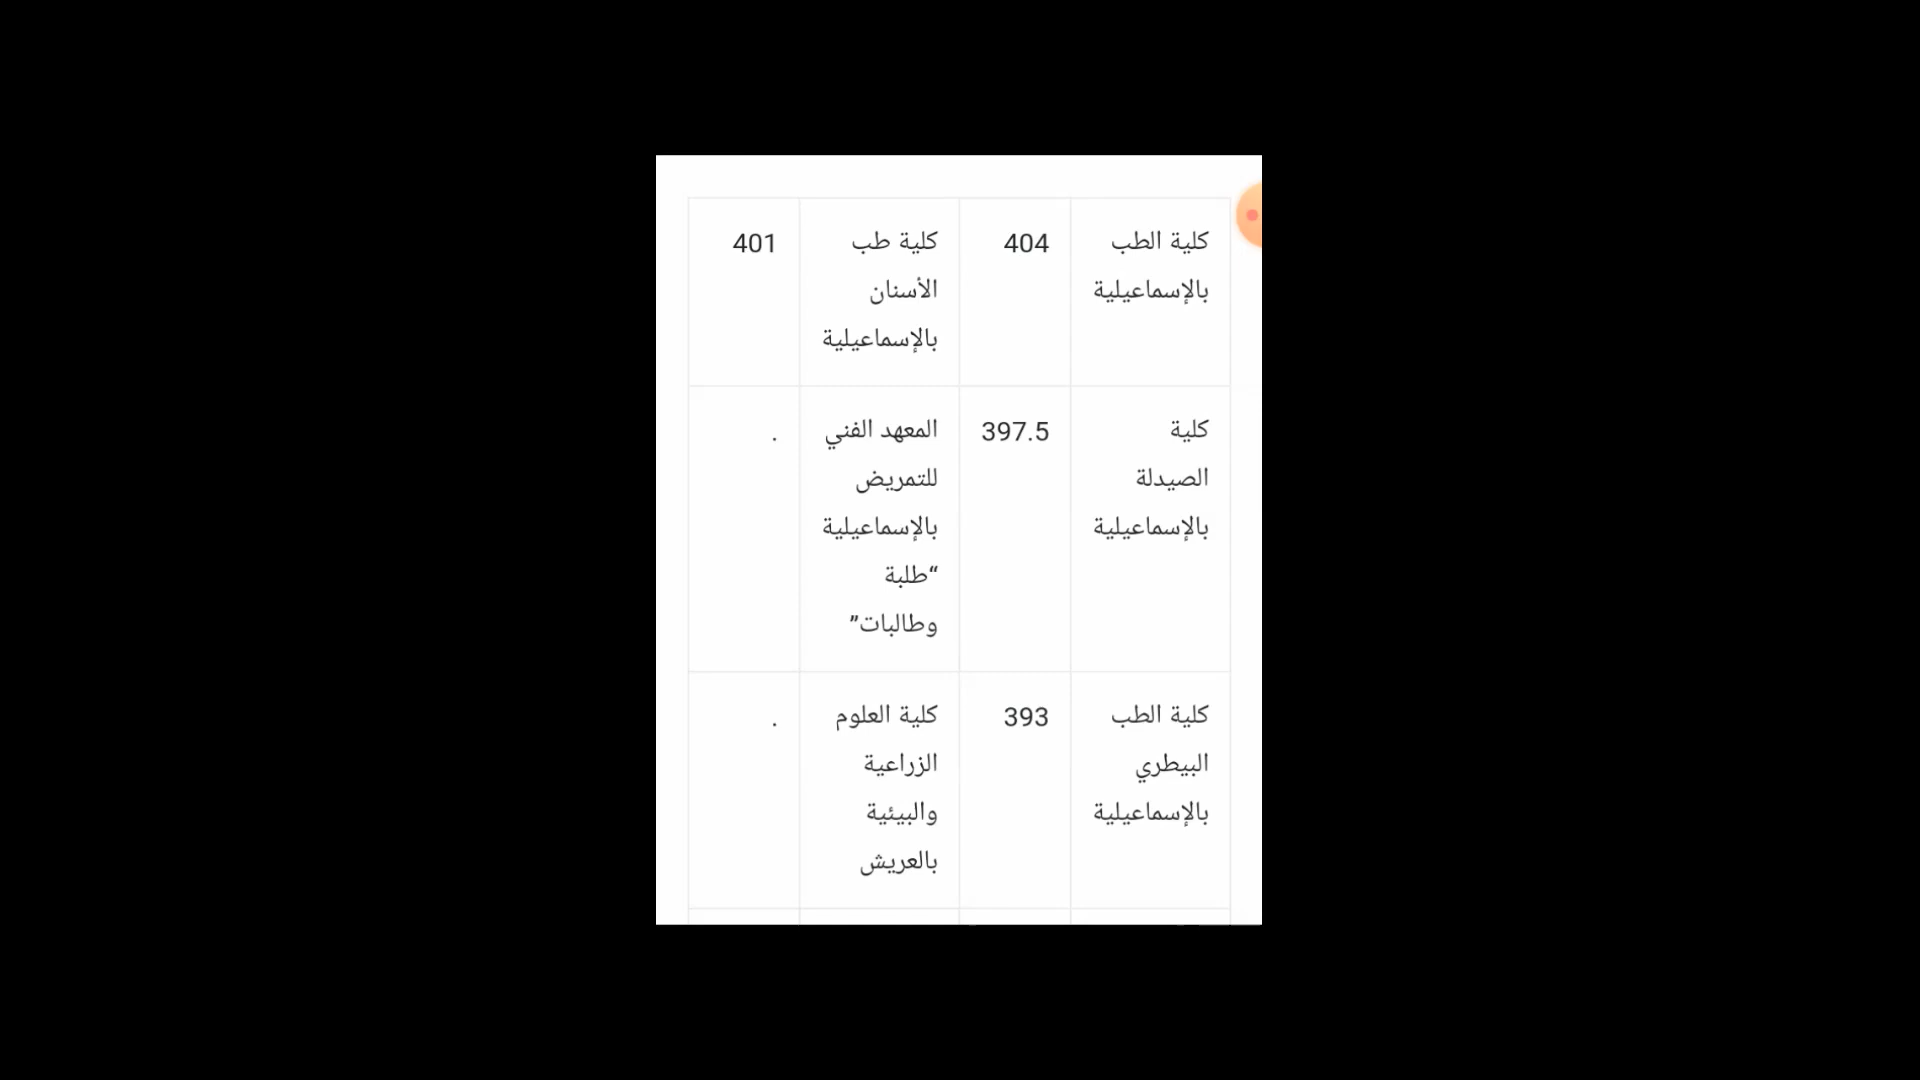 كلية الطب
بالإسماعيلية
404
كلية طب
الأسنان
بالإسماعيلية
401
كلية
الصيدلة
بالإسماعيلية
397.5
المعهد الفني
للتمريض
بالإسماعيلية
“طلبة
وطالبات”
.
كلية الطب
البيطري
بالإسماعيلية
393
كلية العلوم
الزراعية
والبيئية
بالعريش
.